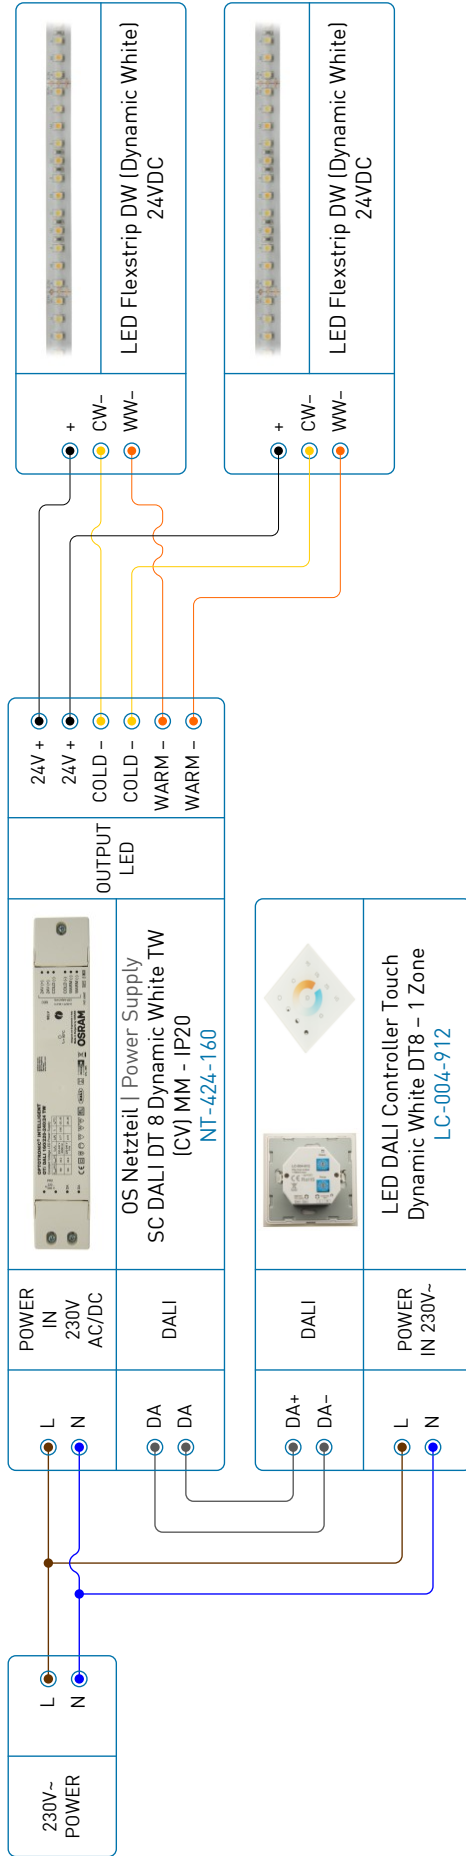 230V~
POWER
L
N
POWER
IN
230V
AC/DC
L
N
DALI
DA
DA
OPTOTRONIC® INTELLIGENT
OSRAM
OS Netzteil | Power Supply
SC DALI DT 8 Dynamic White TW
(CV) MM - IP20
NT-424-160
OUTPUT
LED
24V +
24V +
COLD -
COLD -
WARM -
WARM -
DALI
DA+
DA-
POWER
IN 230V~
L
N
LED DALI Controller Touch
Dynamic White DT8 – 1 Zone
LC-004-912
+
CW-
WW-
LED Flexstrip DW (Dynamic White)
24VDC
+
CW-
WW-
LED Flexstrip DW (Dynamic White)
24VDC